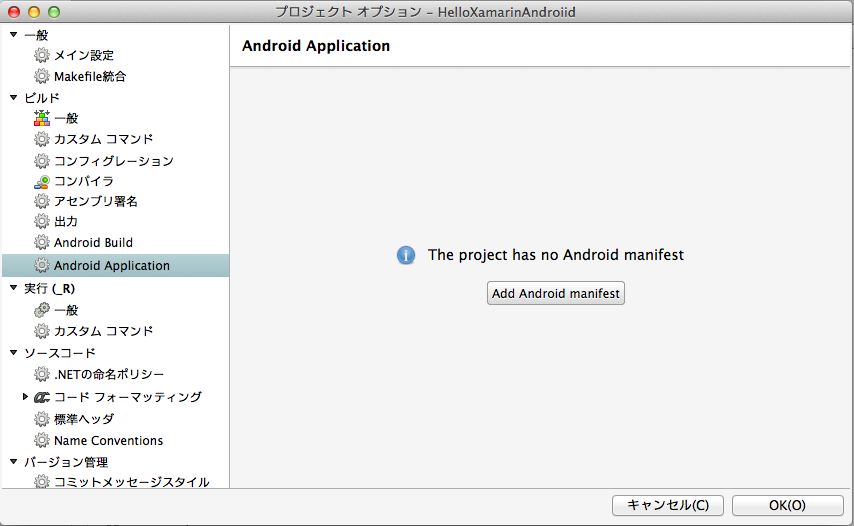 プロジェクト オプション – HelloXamarinAndroiid
一般
メイン設定
Makefile統合
ビルド
一般
カスタム コマンド
コンフィグレーション
コンパイラ
アセンブリ署名
出力
Android Build
Android Application
実行 (_R)
一般
カスタム コマンド
ソースコード
.NETの命名ポリシー
コード フォーマッティング
標準ヘッダ
Name Conventions
バージョン管理
コミットメッセージスタイル
Android Application
The project has no Android manifest
Add Android manifest
キャンセル(C)
OK(O)